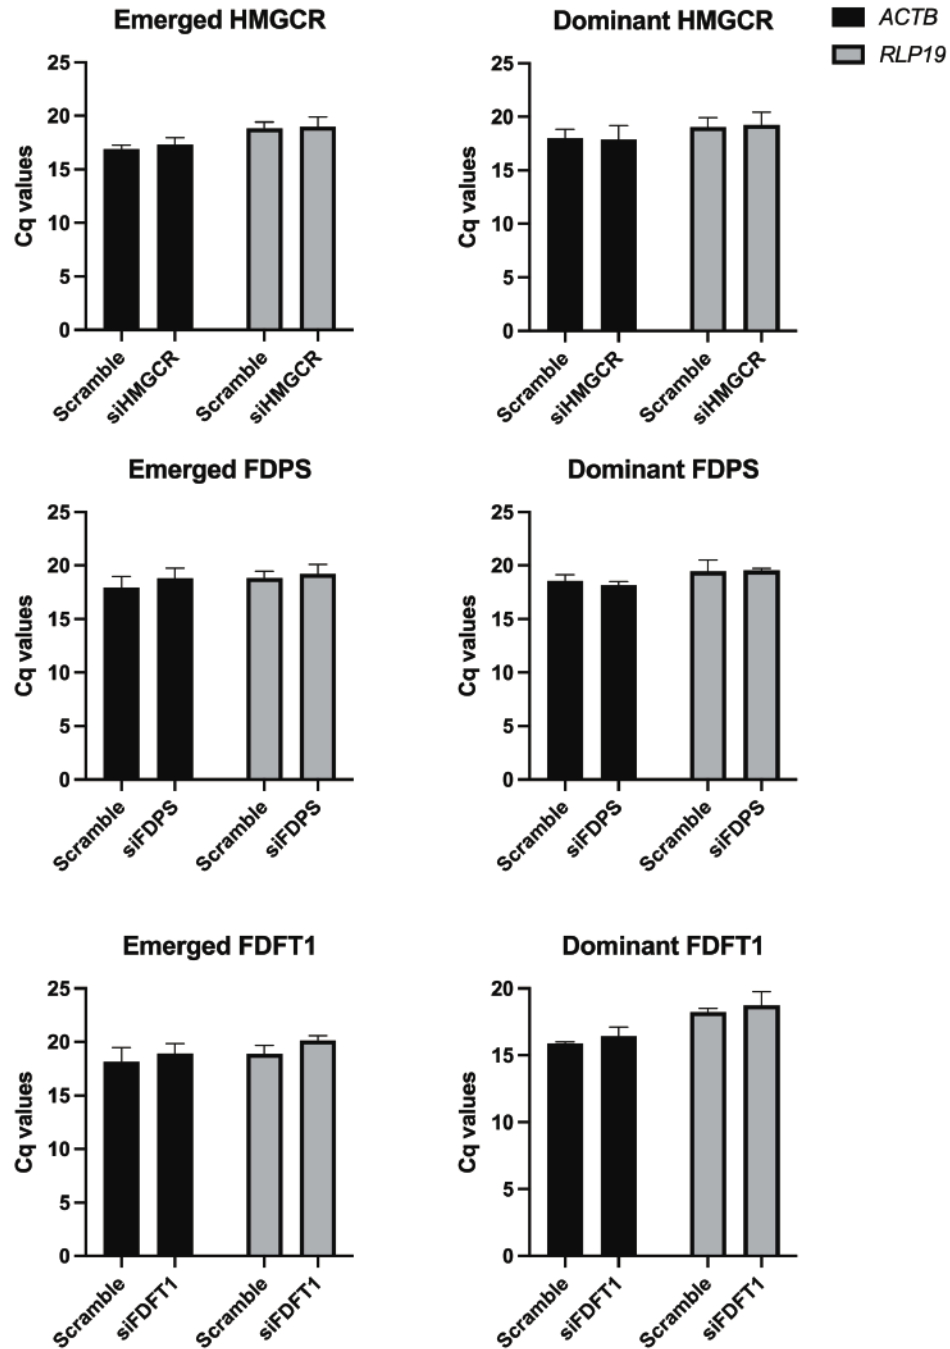 Emerged HMGCR
Dominant HMGCR
ACTB
RLP19
Cq values
25
20
15
10
5
0
Scramble
siHMGCR
Scramble
siHMGCR
Cq values
25
20
15
10
5
0
Scramble
siHMGCR
Scramble
siHMGCR
Emerged FDPS
Dominant FDPS
Cq values
25
20
15
10
5
0
Scramble
siFDPS
Scramble
siFDPS
Cq values
25
20
15
10
5
0
Scramble
siFDPS
Scramble
siFDPS
Emerged FDFT1
Dominant FDFT1
Cq values
25
20
15
10
5
0
Scramble
siFDFT1
Scramble
siFDFT1
Cq values
20
15
10
5
0
Scramble
siFDFT1
Scramble
siFDFT1